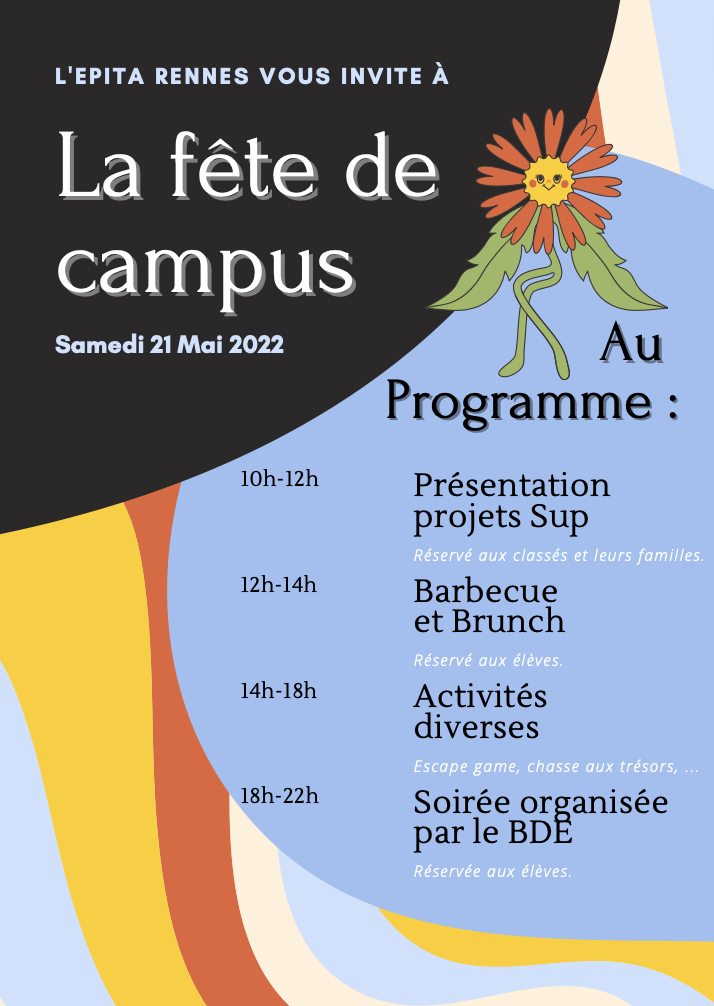 L'EPITA RENNES VOUS INVITE À
La fête de
campus
Samedi 21 Mai 2022
Au
Programme :
10h-12h
Présentation
projets Sup
Réservé aux classés et leurs familles.
12h-14h
Barbecue
et Brunch
Réservé aux élèves.
14h-18h
Activités
diverses
Escape game, chasse aux trésors, ...
18h-22h
Soirée organisée
par le BDE
Réservée aux élèves.